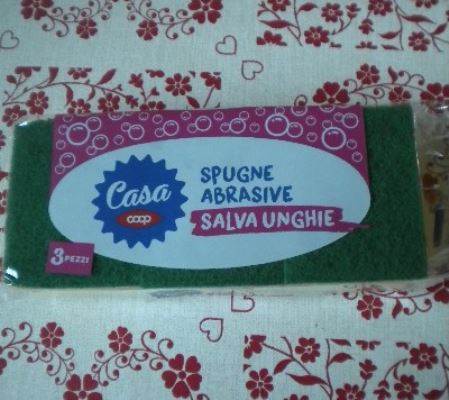 Casa
coop
SPUGNE
ABRASIVE
SALVA UNGHIE
3 PEZZI